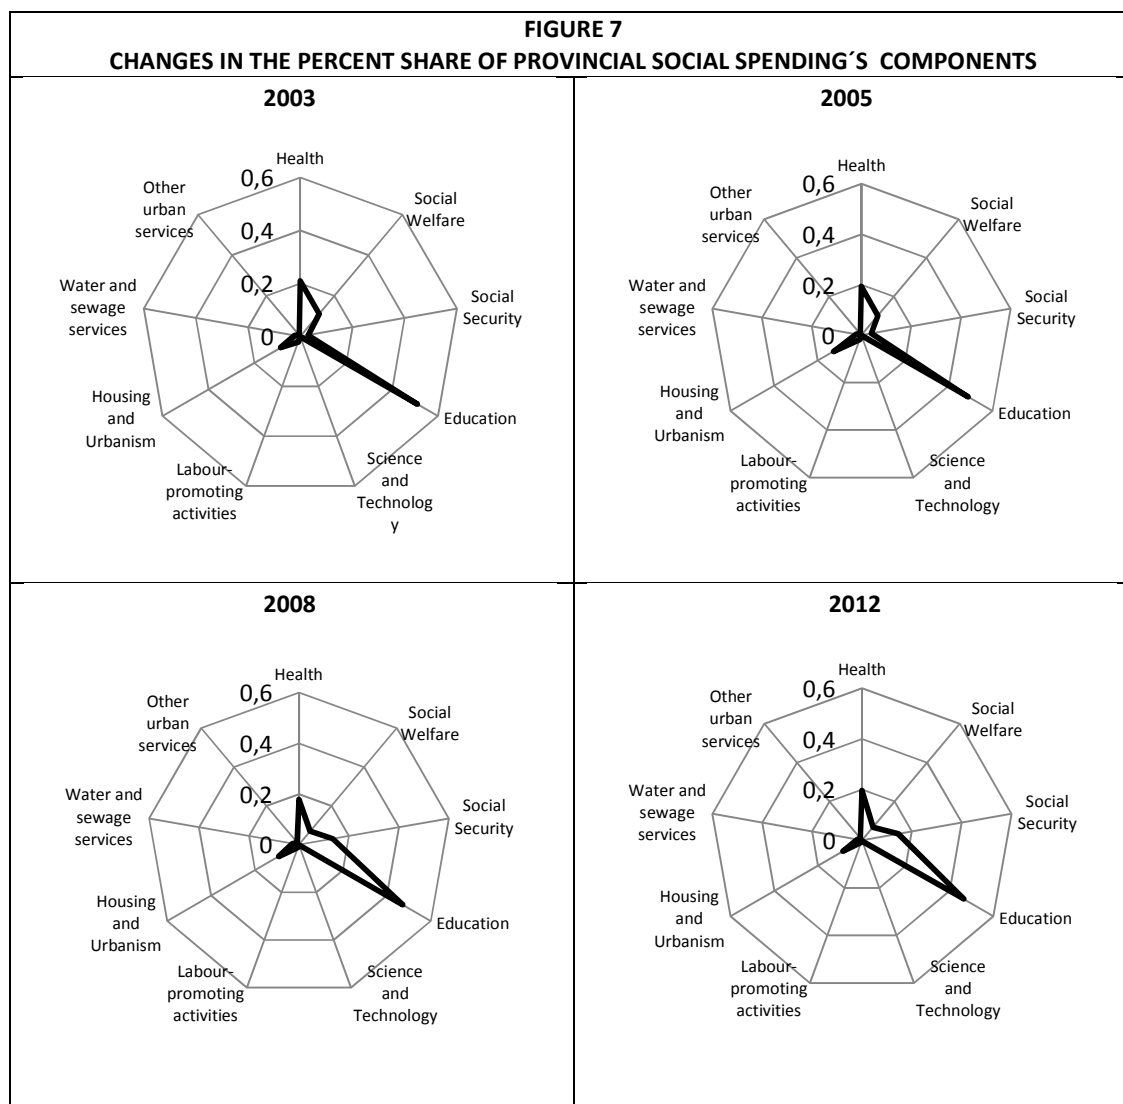 FIGURE 7
CHANGES IN THE PERCENT SHARE OF PROVINCIAL SOCIAL SPENDING´S  COMPONENTS
2003
Health
Social
Welfare
Social
Security
Education
Science
and
Technolog
y
Labour-
promoting
activities
Housing
and
Urbanism
Water and
sewage
services
Other
urban
services
0,6
0,4
0,2
0
2005
Health
Social
Welfare
Social
Security
Education
Science
and
Technology
Labour-
promoting
activities
Housing
and
Urbanism
Water and
sewage
services
Other
urban
services
0,6
0,4
0,2
0
2008
Health
Social
Welfare
Social
Security
Education
Science
and
Technology
Labour-
promoting
activities
Housing
and
Urbanism
Water and
sewage
services
Other
urban
services
0,6
0,4
0,2
0
2012
Health
Social
Welfare
Social
Security
Education
Science
and
Technology
Labour-
promoting
activities
Housing
and
Urbanism
Water and
sewage
services
Other
urban
services
0,6
0,4
0,2
0